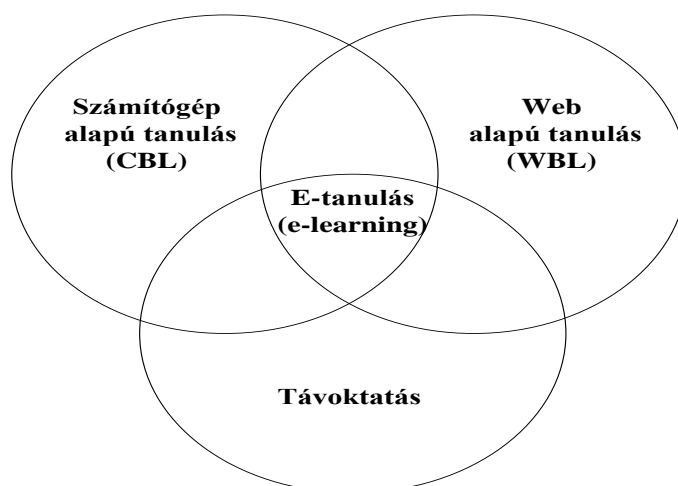 Számítógép
alapú tanulás
(CBL)
Web
alapú tanulás
(WBL)
E-tanulás
(e-learning)
Távoktatás